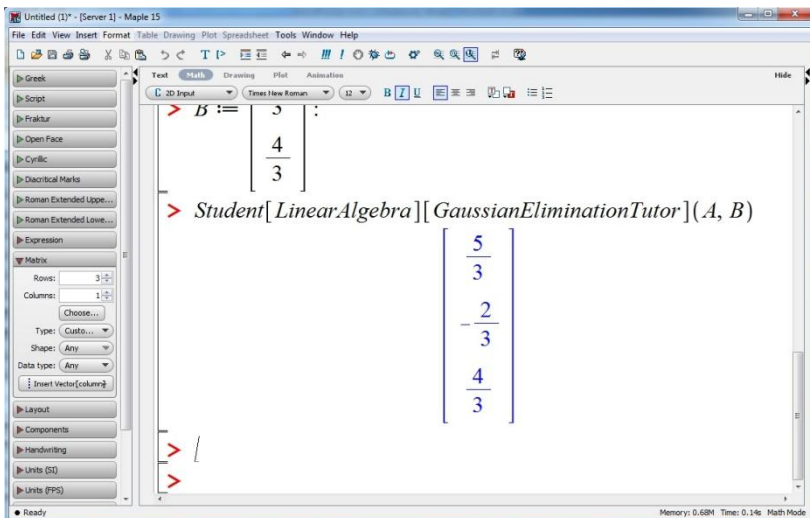 Untitled (1)* - [Server 1] - Maple 15
File Edit View Insert Format Table Drawing Plot Spreadsheet Tools Window Help
Text Math Drawing Plot Animation Hide
C 2D Input Times New Roman 12 B I U
Greek
Script
Fraktur
Open Face
Cyrillic
Diacritical Marks
Roman Extended Uppe...
Roman Extended Lowe...
Expression
Matrix
Rows: 3
Columns: 1
Choose...
Type: Custo...
Shape: Any
Data type: Any
Insert Vector[column]
Layout
Components
Handwriting
Units (SI)
Units (FPS)
> B := 3 :
4
3
> Student[LinearAlgebra][GaussianEliminationTutor](A, B)
5
3
-2
3
4
3
>
>
Ready
Memory: 0.68M Time: 0.14s Math Mode